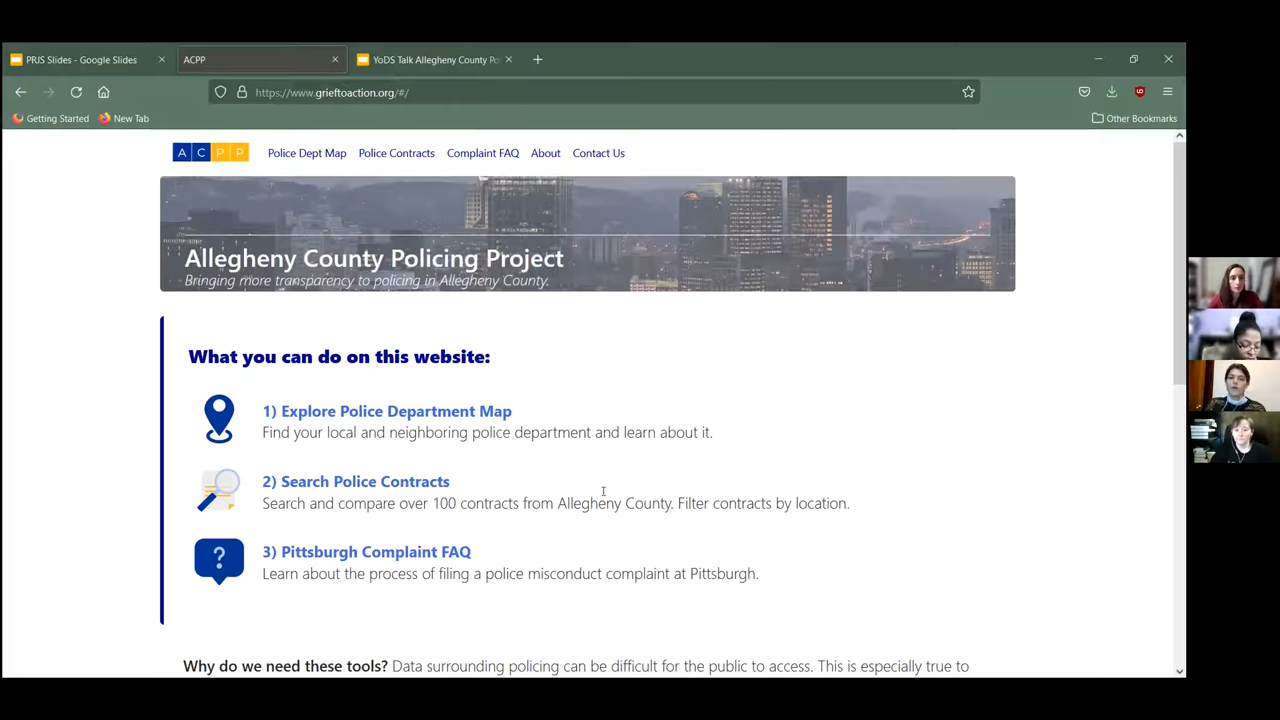 PRJS Slides - Google Slides
ACPP
YoDS Talk Allegheny County Po
https://www.grieftoaction.org/#/
Getting Started
New Tab
Other Bookmarks
A C P P
Police Dept Map
Police Contracts
Complaint FAQ
About
Contact Us
Allegheny County Policing Project
Bringing more transparency to policing in Allegheny County.
What you can do on this website:
1) Explore Police Department Map
Find your local and neighboring police department and learn about it.
2) Search Police Contracts
Search and compare over 100 contracts from Allegheny County. Filter contracts by location.
?
3) Pittsburgh Complaint FAQ
Learn about the process of filing a police misconduct complaint at Pittsburgh.
Why do we need these tools? Data surrounding policing can be difficult for the public to access. This is especially true to